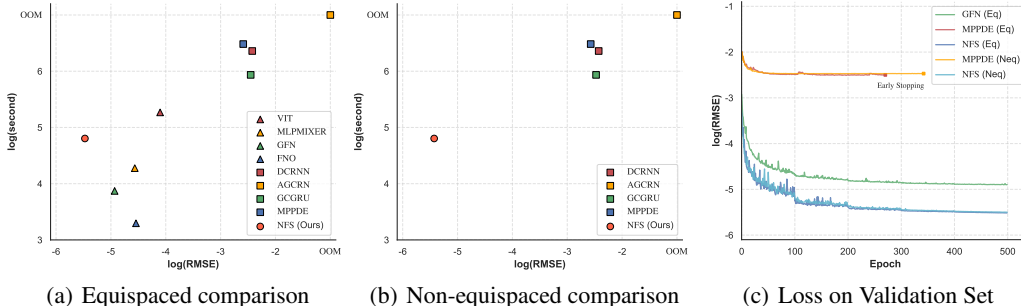 OOM
6
5
4
3
log(second)
-6
-5
-4
-3
-2
OOM
log(RMSE)
VIT
MLPMIXER
GFN
FNO
DCRNN
AGCRN
GCGRU
MPPDE
NFS (Ours)
(a) Equispaced comparison
OOM
6
5
4
3
log(second)
-6
-5
-4
-3
-2
OOM
log(RMSE)
DCRNN
AGCRN
GCGRU
MPPDE
NFS (Ours)
(b) Non-equispaced comparison
-1
-2
-3
-4
-5
-6
log(RMSE)
0
100
200
300
400
500
Epoch
GFN (Eq)
MPPDE (Eq)
NFS (Eq)
MPPDE (Neq)
NFS (Neq)
Early Stopping
(c) Loss on Validation Set